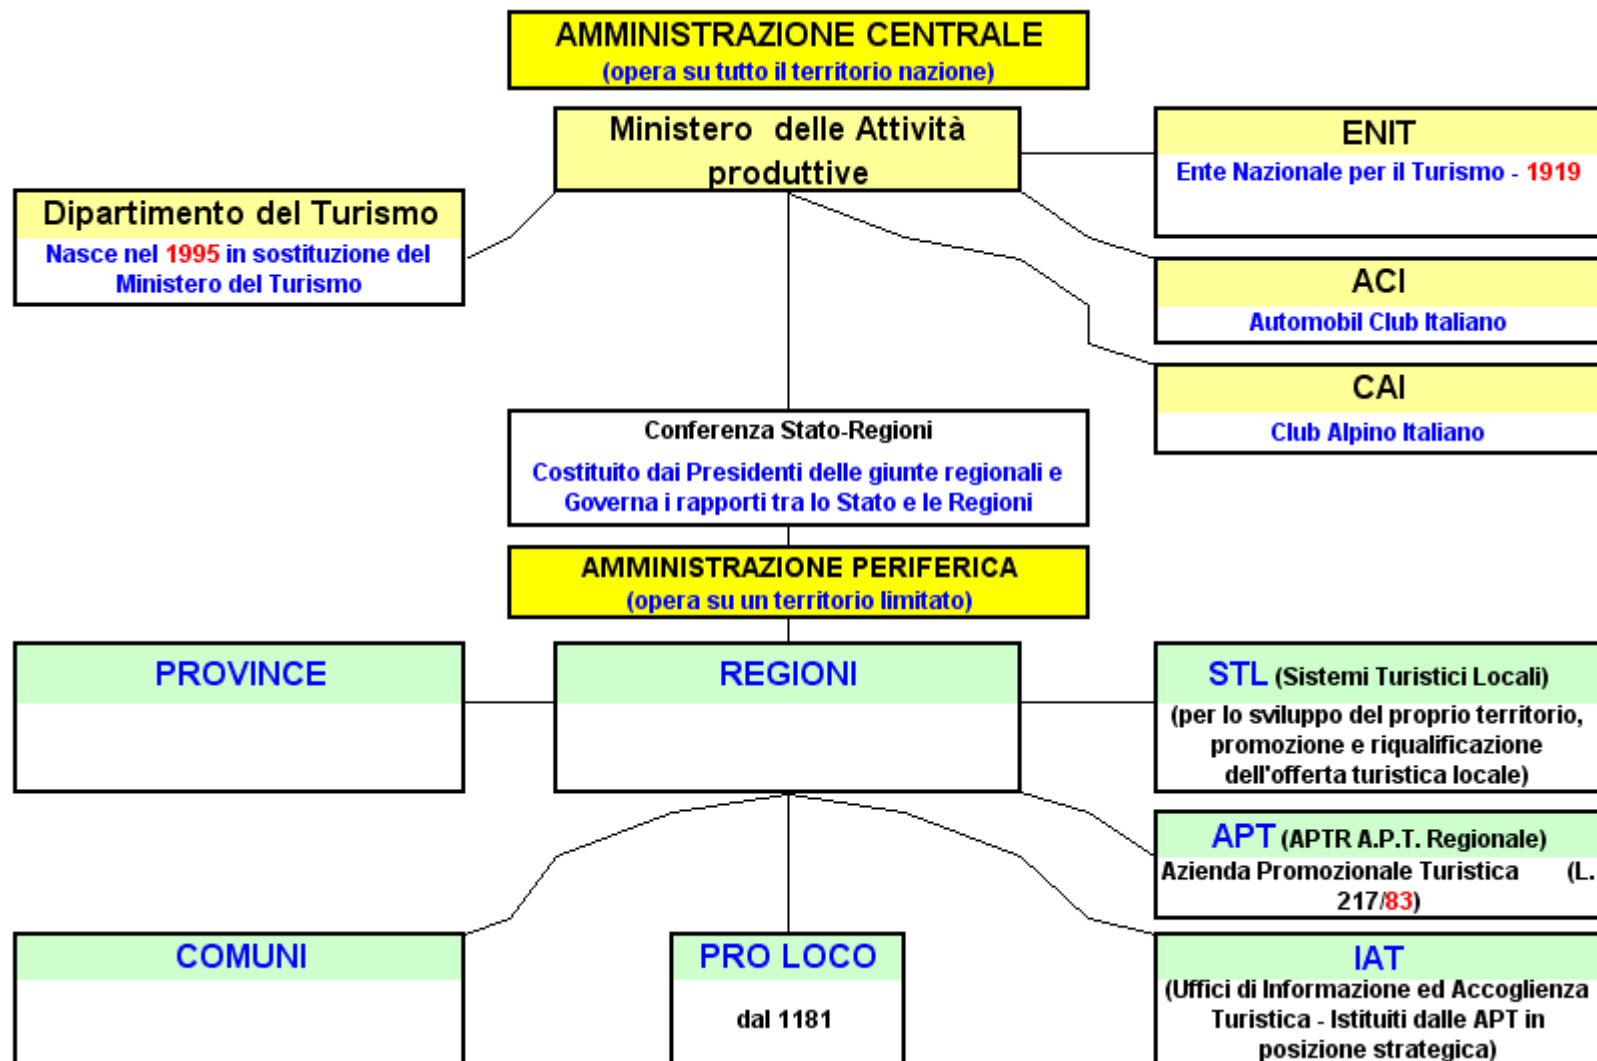 AMMINISTRAZIONE CENTRALE
(opera su tutto il territorio nazione)
Ministero delle Attività
produttive
ENIT
Ente Nazionale per il Turismo - 1919
Dipartimento del Turismo
Nasce nel 1995 in sostituzione del
Ministero del Turismo
ACI
Automobil Club Italiano
CAI
Club Alpino Italiano
Conferenza Stato-Regioni
Costituito dai Presidenti delle giunte regionali e
Governa i rapporti tra lo Stato e le Regioni
AMMINISTRAZIONE PERIFERICA
(opera su un territorio limitato)
PROVINCE
REGIONI
STL (Sistemi Turistici Locali)
(per lo sviluppo del proprio territorio,
promozione e riqualificazione
dell'offerta turistica locale)
APT (APTR A.P.T. Regionale)
Azienda Promozionale Turistica (L.
217/83)
COMUNI
PRO LOCO
dal 1181
IAT
(Uffici di Informazione ed Accoglienza
Turistica - Istituiti dalle APT in
posizione strategica)